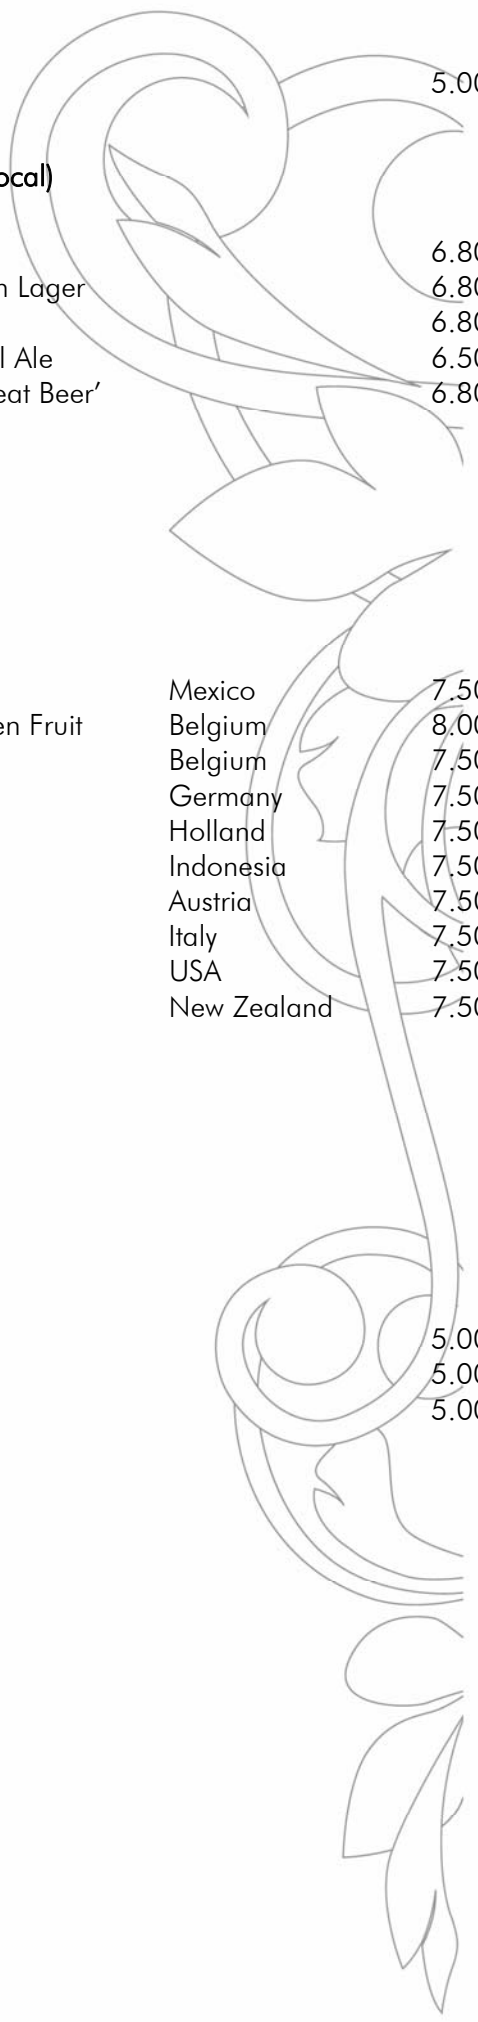 5.00
ocal)
6.80
n Lager 6.80
6.80
l Ale 6.50
eat Beer’ 6.80
Mexico 7.50
en Fruit Belgium 8.00
Belgium 7.50
Germany 7.50
Holland 7.50
Indonesia 7.50
Austria 7.50
Italy 7.50
USA 7.50
New Zealand 7.50
5.00
5.00
5.00